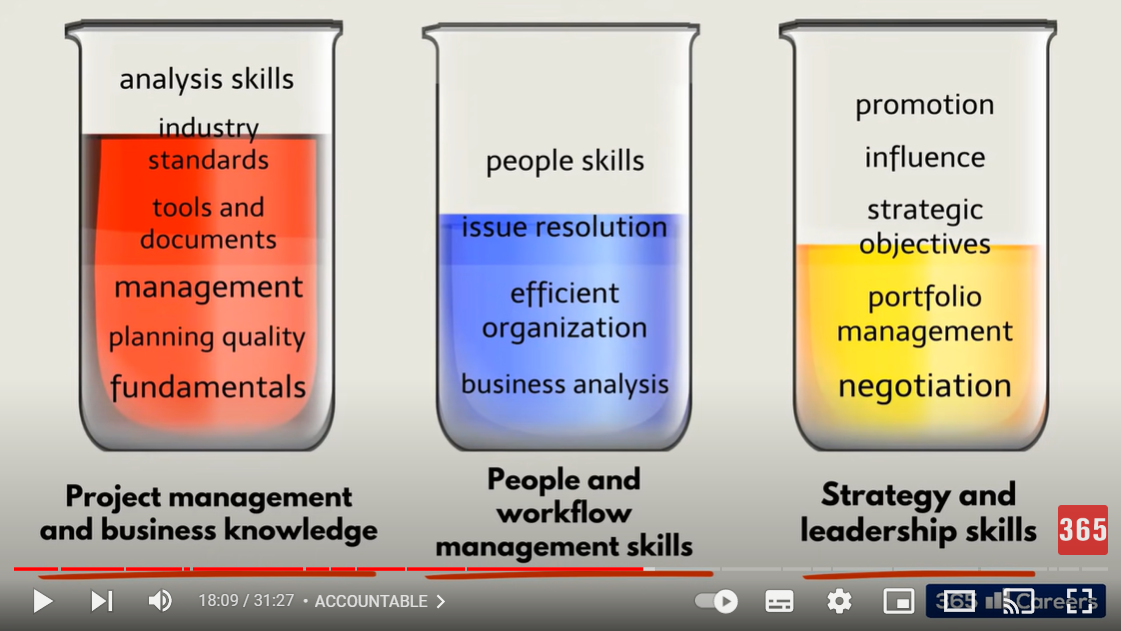 analysis skills
industry
standards
tools and
documents
management
planning quality
fundamentals
Project management
and business knowledge
people skills
issue resolution
efficient
organization
business analysis
People and
workflow
management skills
promotion
influence
strategic
objectives
portfolio
management
negotiation
Strategy and
leadership skills
365
18:09 / 31:27 • ACCOUNTABLE
365 Careers